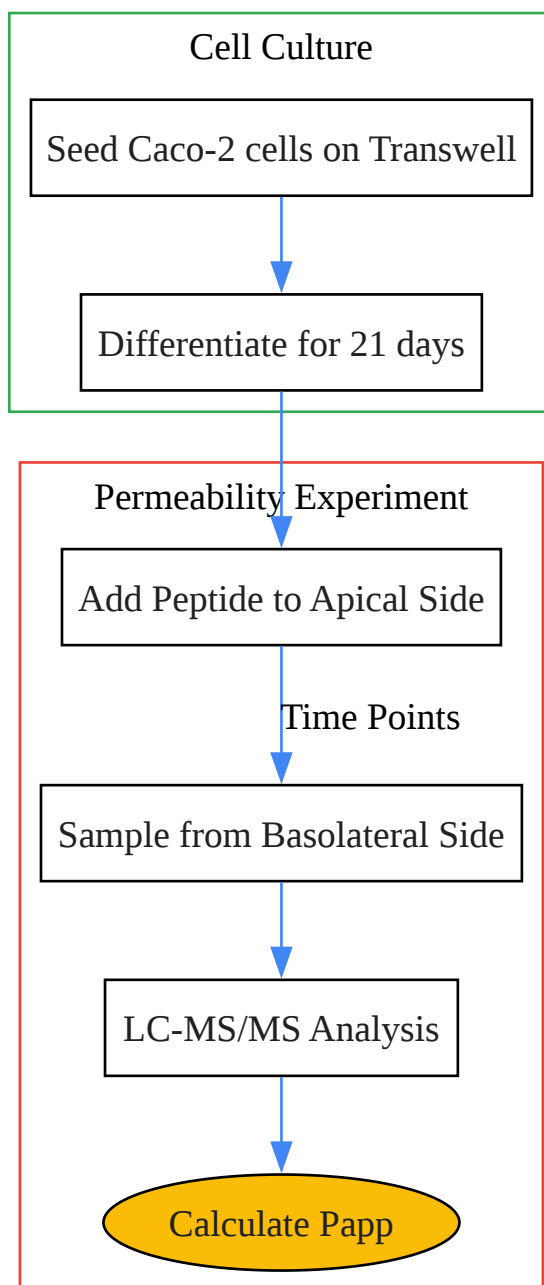 Cell Culture
Seed Caco-2 cells on Transwell
Differentiate for 21 days
Permeability Experiment
Add Peptide to Apical Side
Time Points
Sample from Basolateral Side
LC-MS/MS Analysis
Calculate Papp